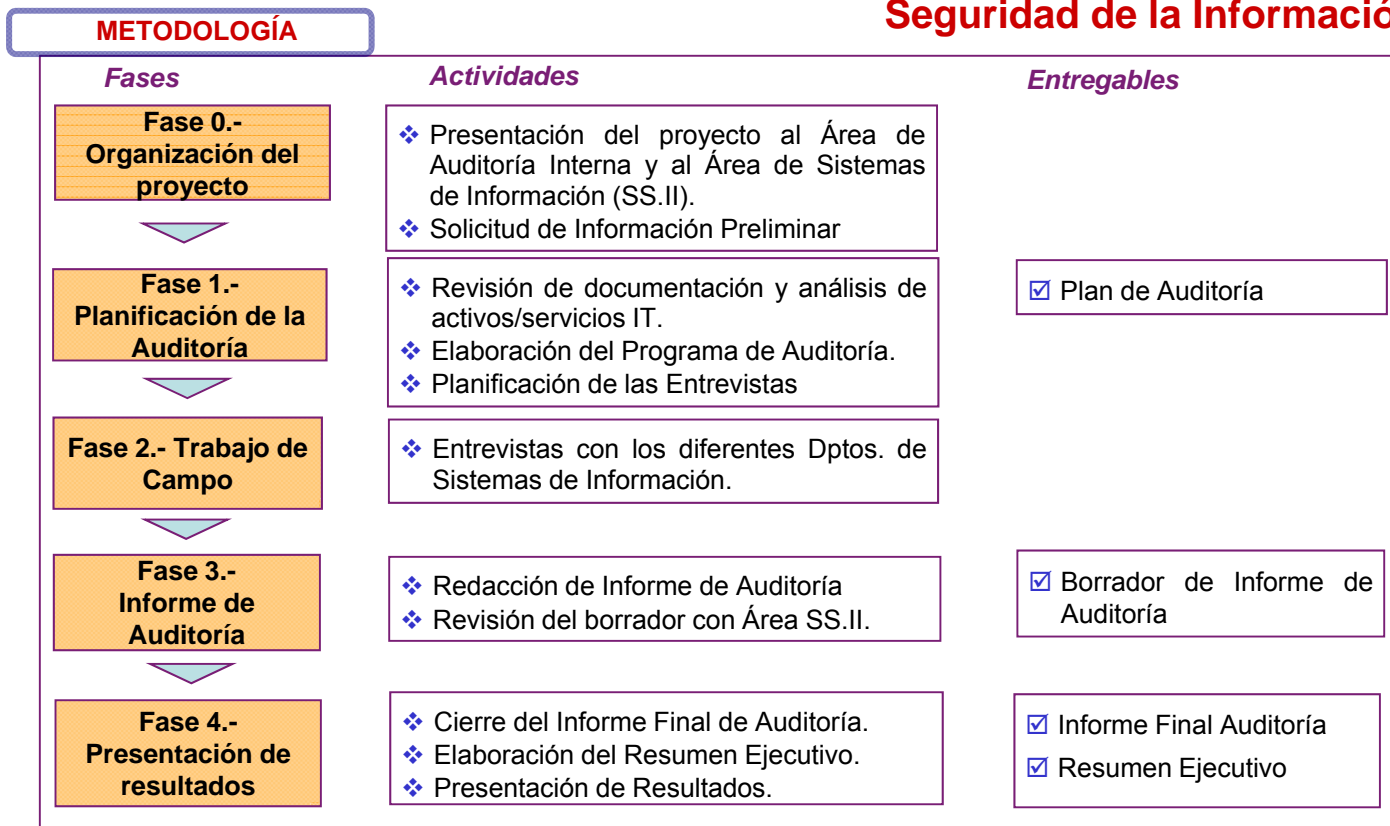 METODOLOGÍA
Seguridad de la Informació
Fases
Actividades
Entregables
Fase 0.-
Organización del
proyecto
Presentación del proyecto al Área de
Auditoría Interna y al Área de Sistemas
de Información (SS.II).
Solicitud de Información Preliminar
Fase 1.-
Planificación de la
Auditoría
Revisión de documentación y análisis de
activos/servicios IT.
Elaboración del Programa de Auditoría.
Planificación de las Entrevistas
Plan de Auditoría
Fase 2.- Trabajo de
Campo
Entrevistas con los diferentes Dptos. de
Sistemas de Información.
Fase 3.-
Informe de
Auditoría
Redacción de Informe de Auditoría
Revisión del borrador con Área SS.II.
Borrador de Informe de
Auditoría
Fase 4.-
Presentación de
resultados
Cierre del Informe Final de Auditoría.
Elaboración del Resumen Ejecutivo.
Presentación de Resultados.
Informe Final Auditoría
Resumen Ejecutivo